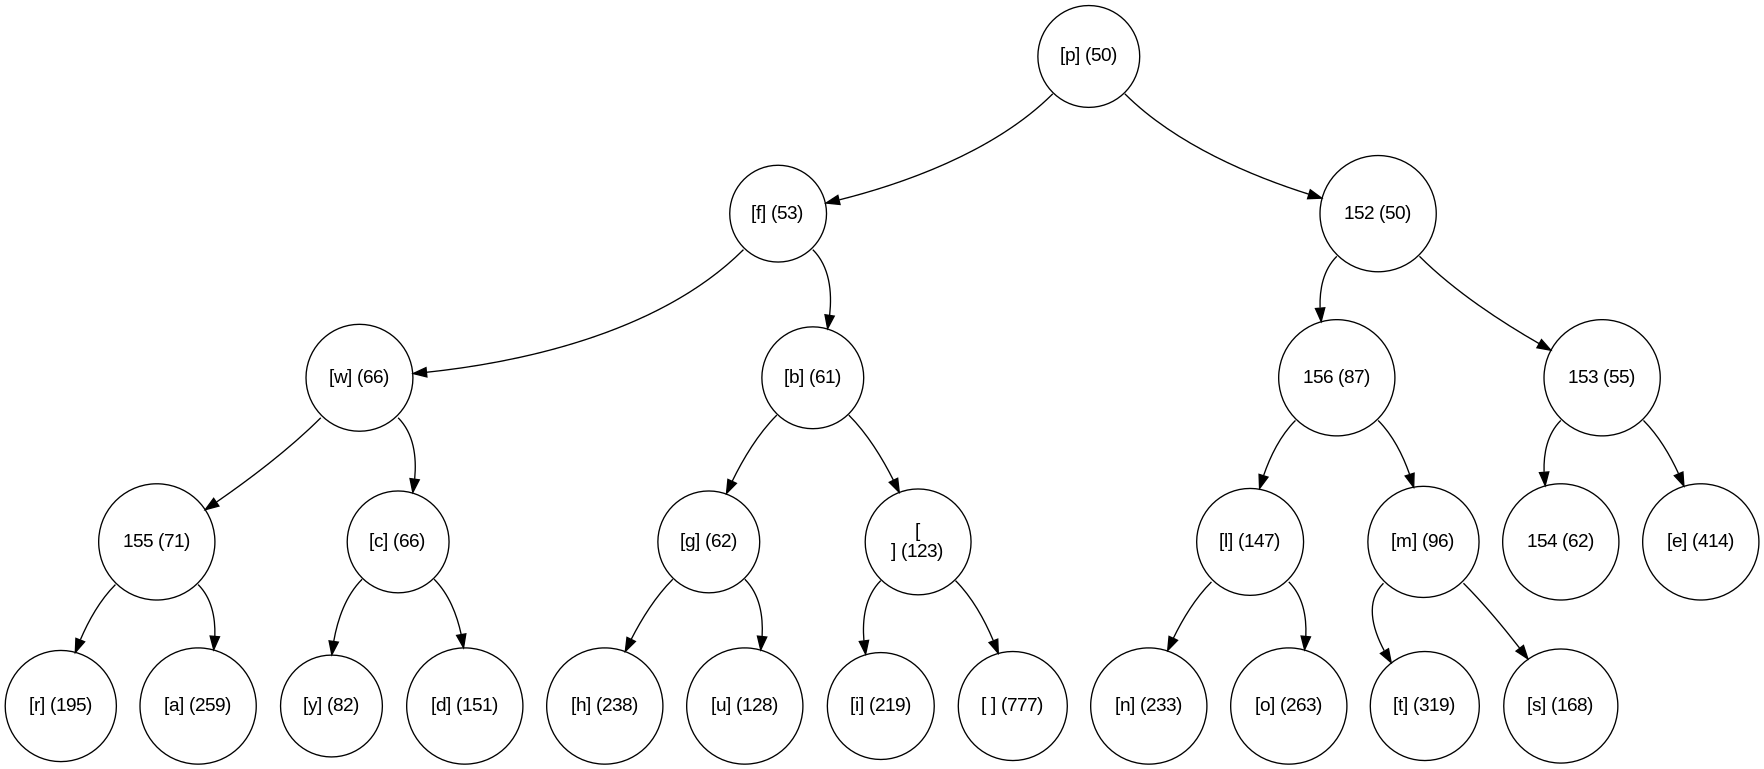 [p] (50)
[f] (53)
152 (50)
[w] (66)
[b] (61)
156 (87)
153 (55)
155 (71)
[c] (66)
[g] (62)
[
] (123)
[l] (147)
[m] (96)
154 (62)
[e] (414)
[r] (195)
[a] (259)
[y] (82)
[d] (151)
[h] (238)
[u] (128)
[i] (219)
[ ] (777)
[n] (233)
[o] (263)
[t] (319)
[s] (168)